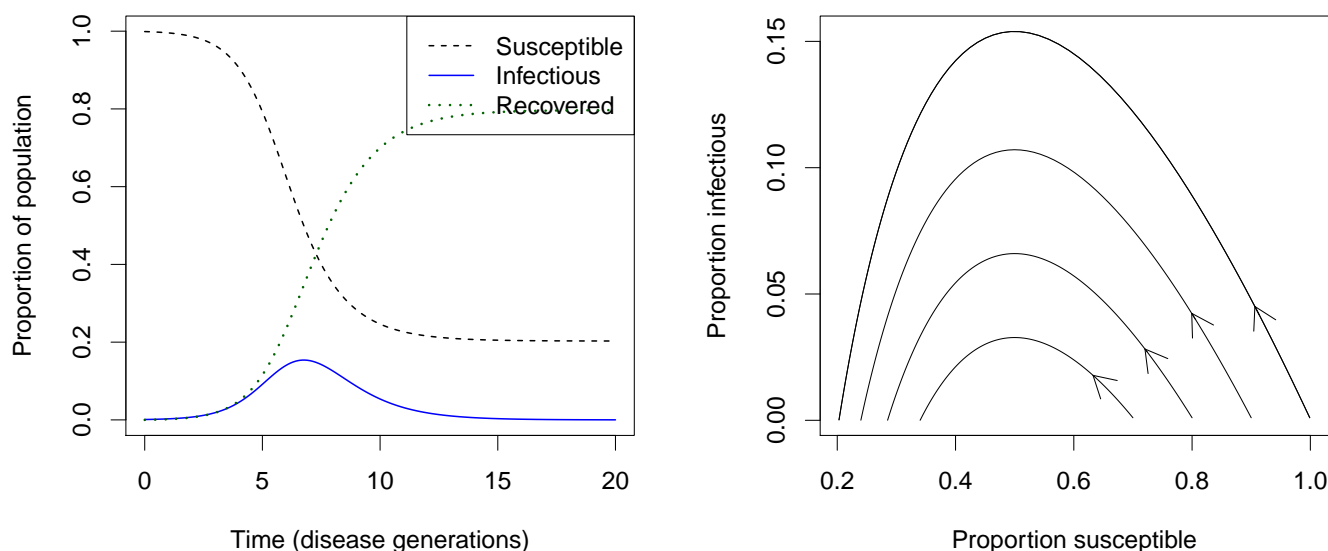 Proportion of population
0.0 0.2 0.4 0.6 0.8 1.0
Susceptible
Infectious
Recovered
0 5 10 15 20
Time (disease generations)
Proportion infectious
0.00 0.05 0.10 0.15
0.2 0.4 0.6 0.8 1.0
Proportion susceptible